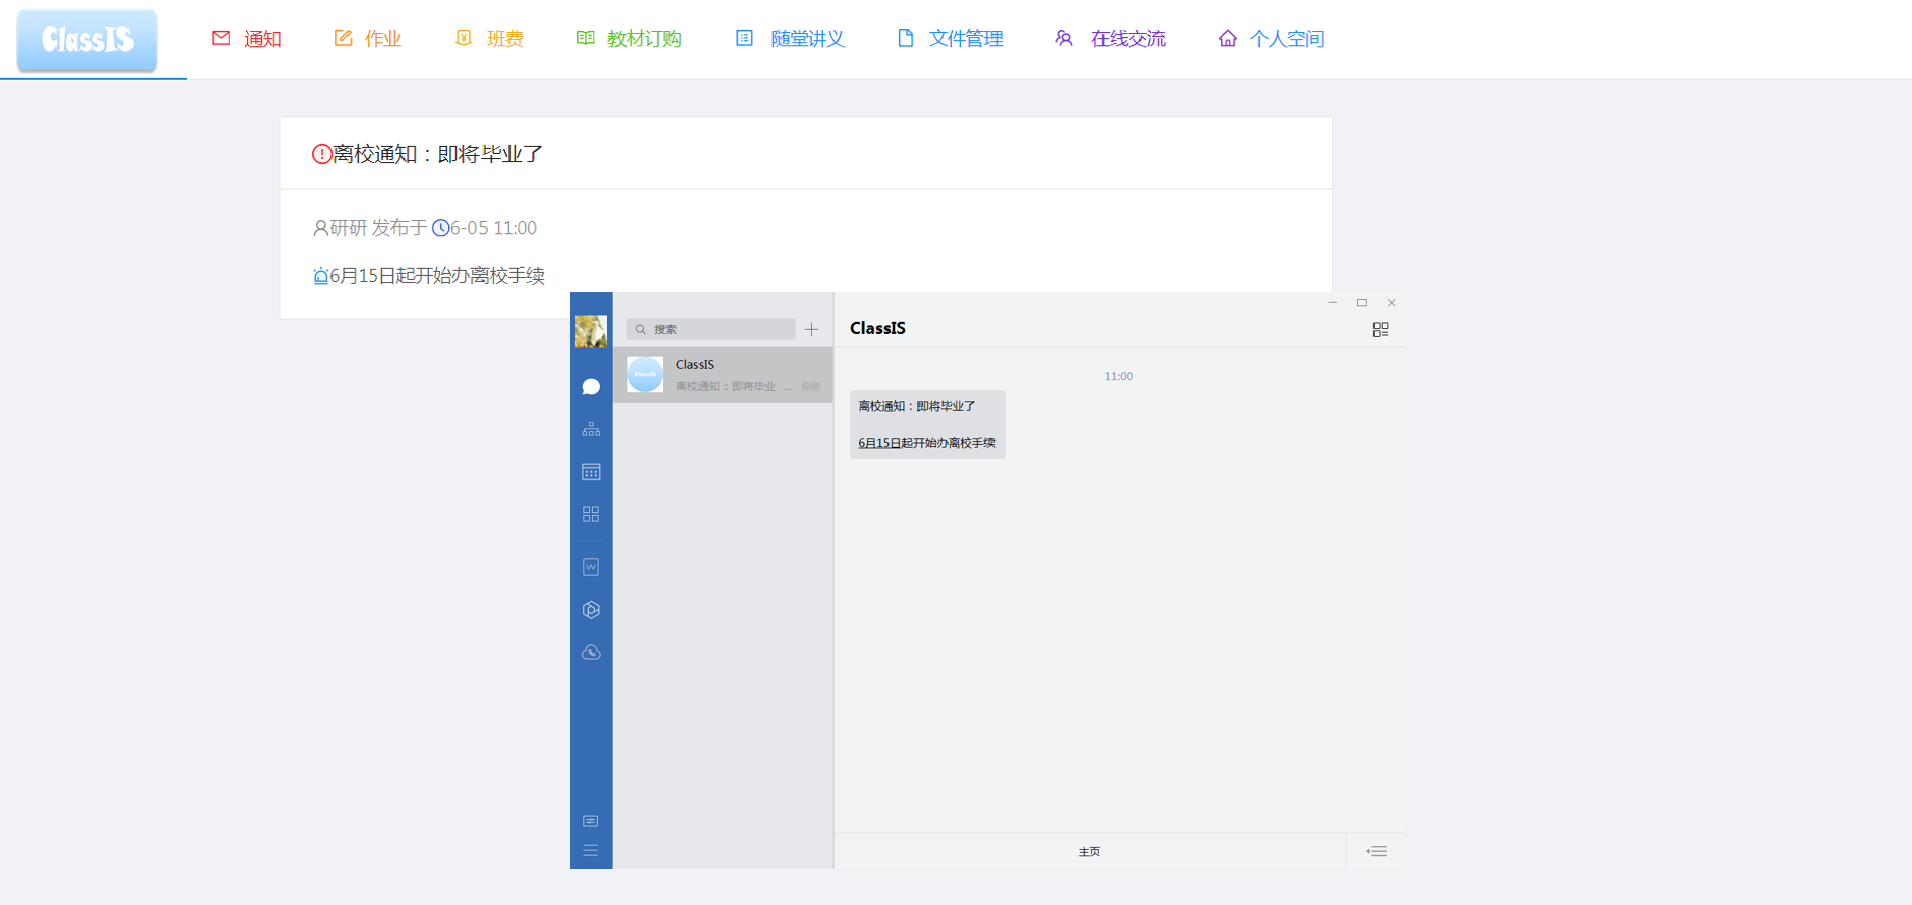 ClassIS 通知 作业 班费 教材订购 随堂讲义 文件管理 在线交流 个人空间
离校通知：即将毕业了
研研 发布于 6-05 11:00
6月15日起开始办离校手续
搜索
ClassIS
离校通知：即将毕业 ... 刚刚
ClassIS
11:00
离校通知：即将毕业了
6月15日起开始办离校手续
主页